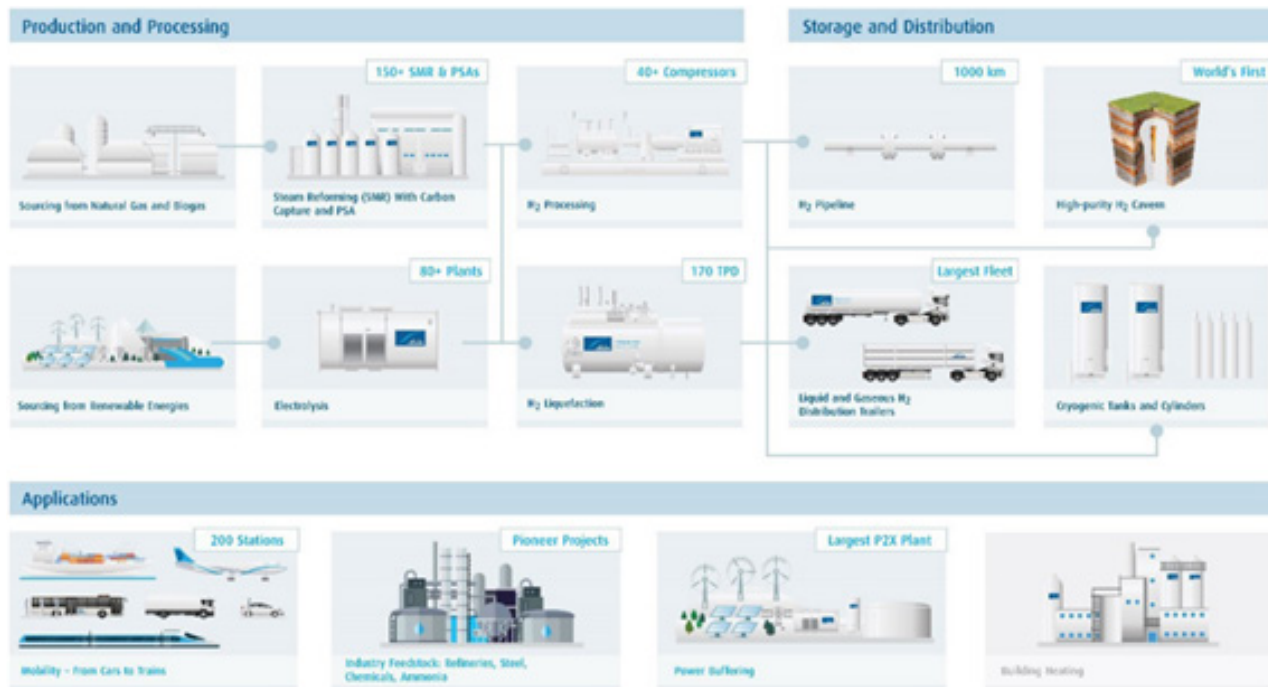 Production and Processing
Storage and Distribution
150+ SMR & PSAs
40+ Compressors
1000 km
World's First
Sourcing from Natural Gas and Biogas
Steam Reforming (SMR) With Carbon
Capture and PSA
H₂ Processing
H₂ Pipeline
High-purity H₂ Cavern
80+ Plants
170 TPD
Largest Fleet
Sourcing from Renewable Energies
Electrolysis
H₂ Liquefaction
Liquid and Gaseous H₂
Distribution Trailers
Cryogenic Tanks and Cylinders
Applications
200 Stations
Pioneer Projects
Largest P2X Plant
Mobility – From Cars to Trains
Industry Feedstock: Refineries, Steel,
Chemicals, Ammonia
Power Buffering
Building Heating